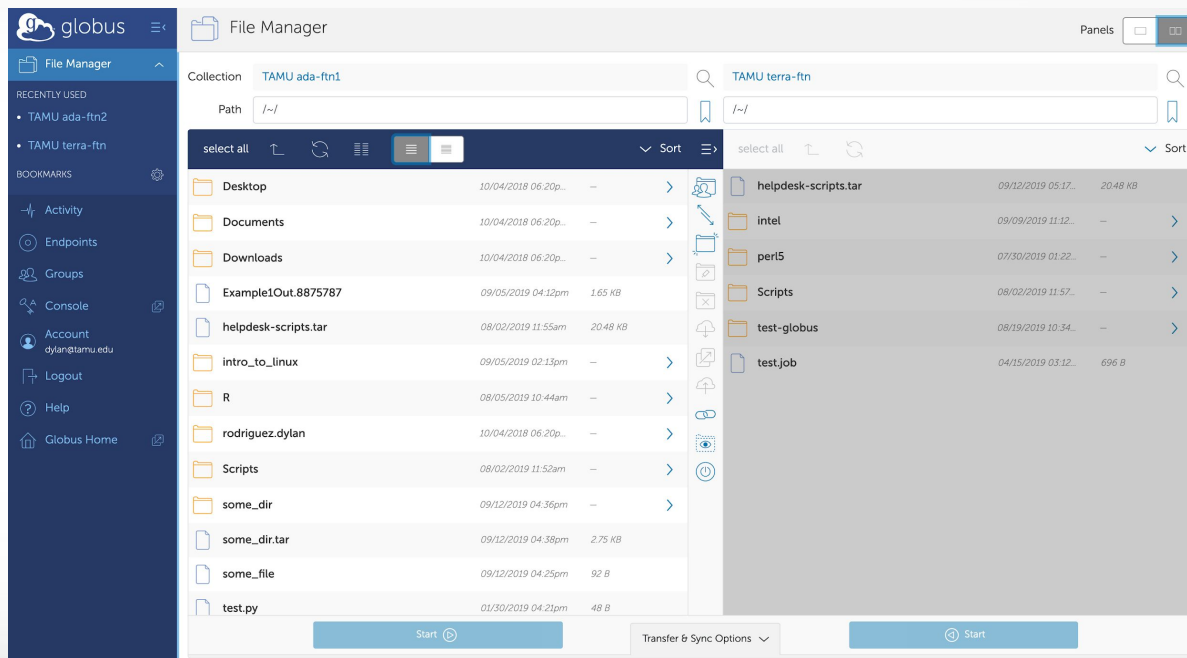 globus
File Manager
Panels
File Manager
RECENTLY USED
• TAMU ada-ftn2
• TAMU terra-ftn
BOOKMARKS
Activity
Endpoints
Groups
Console
Account
dylan@tamu.edu
Logout
Help
Globus Home
Collection TAMU ada-ftn1
Path /~/
select all Sort
Desktop 10/04/2018 06:20p... —
Documents 10/04/2018 06:20p... —
Downloads 10/04/2018 06:20p... —
Example1Out.8875787 09/05/2019 04:12pm 1.65 KB
helpdesk-scripts.tar 08/02/2019 11:55am 20.48 KB
intro_to_linux 09/05/2019 02:13pm —
R 08/05/2019 10:44am —
rodriguez.dylan 10/04/2018 06:20p... —
Scripts 08/02/2019 11:52am —
some_dir 09/12/2019 04:36pm —
some_dir.tar 09/12/2019 04:38pm 2.75 KB
some_file 09/12/2019 04:25pm 92 B
test.py 01/30/2019 04:21pm 48 B
TAMU terra-ftn
/~/
select all Sort
helpdesk-scripts.tar 09/12/2019 05:17... 20.48 KB
intel 09/09/2019 11:12... —
perl5 07/30/2019 01:22... —
Scripts 08/02/2019 11:57... —
test-globus 08/19/2019 10:34... —
test.job 04/15/2019 03:12... 696 B
Start
Transfer & Sync Options
Start